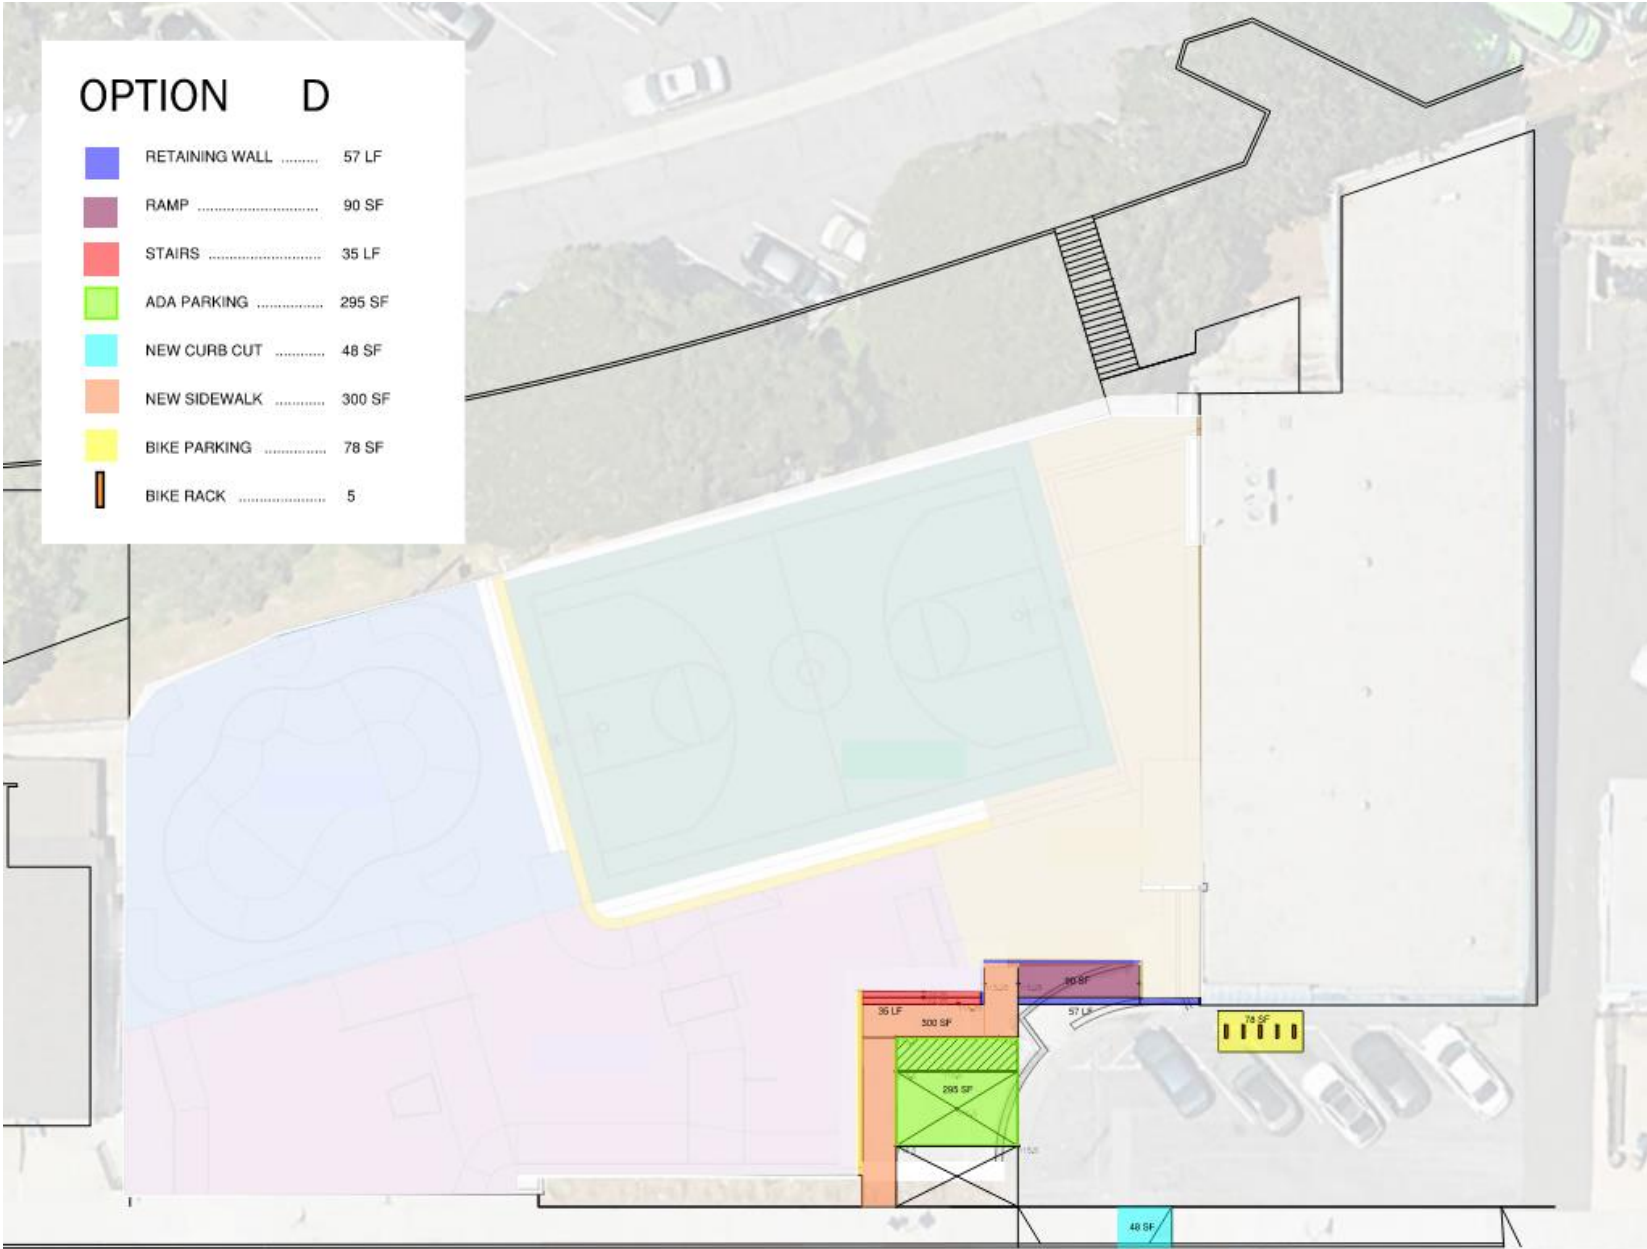 OPTION D
RETAINING WALL ......... 57 LF
RAMP ............................. 90 SF
STAIRS ........................... 35 LF
ADA PARKING ................ 295 SF
NEW CURB CUT ............ 48 SF
NEW SIDEWALK ............ 300 SF
BIKE PARKING ............... 78 SF
BIKE RACK ..................... 5
90 SF
35 LF
300 SF
57 LF
78 SF
295 SF
48 SF